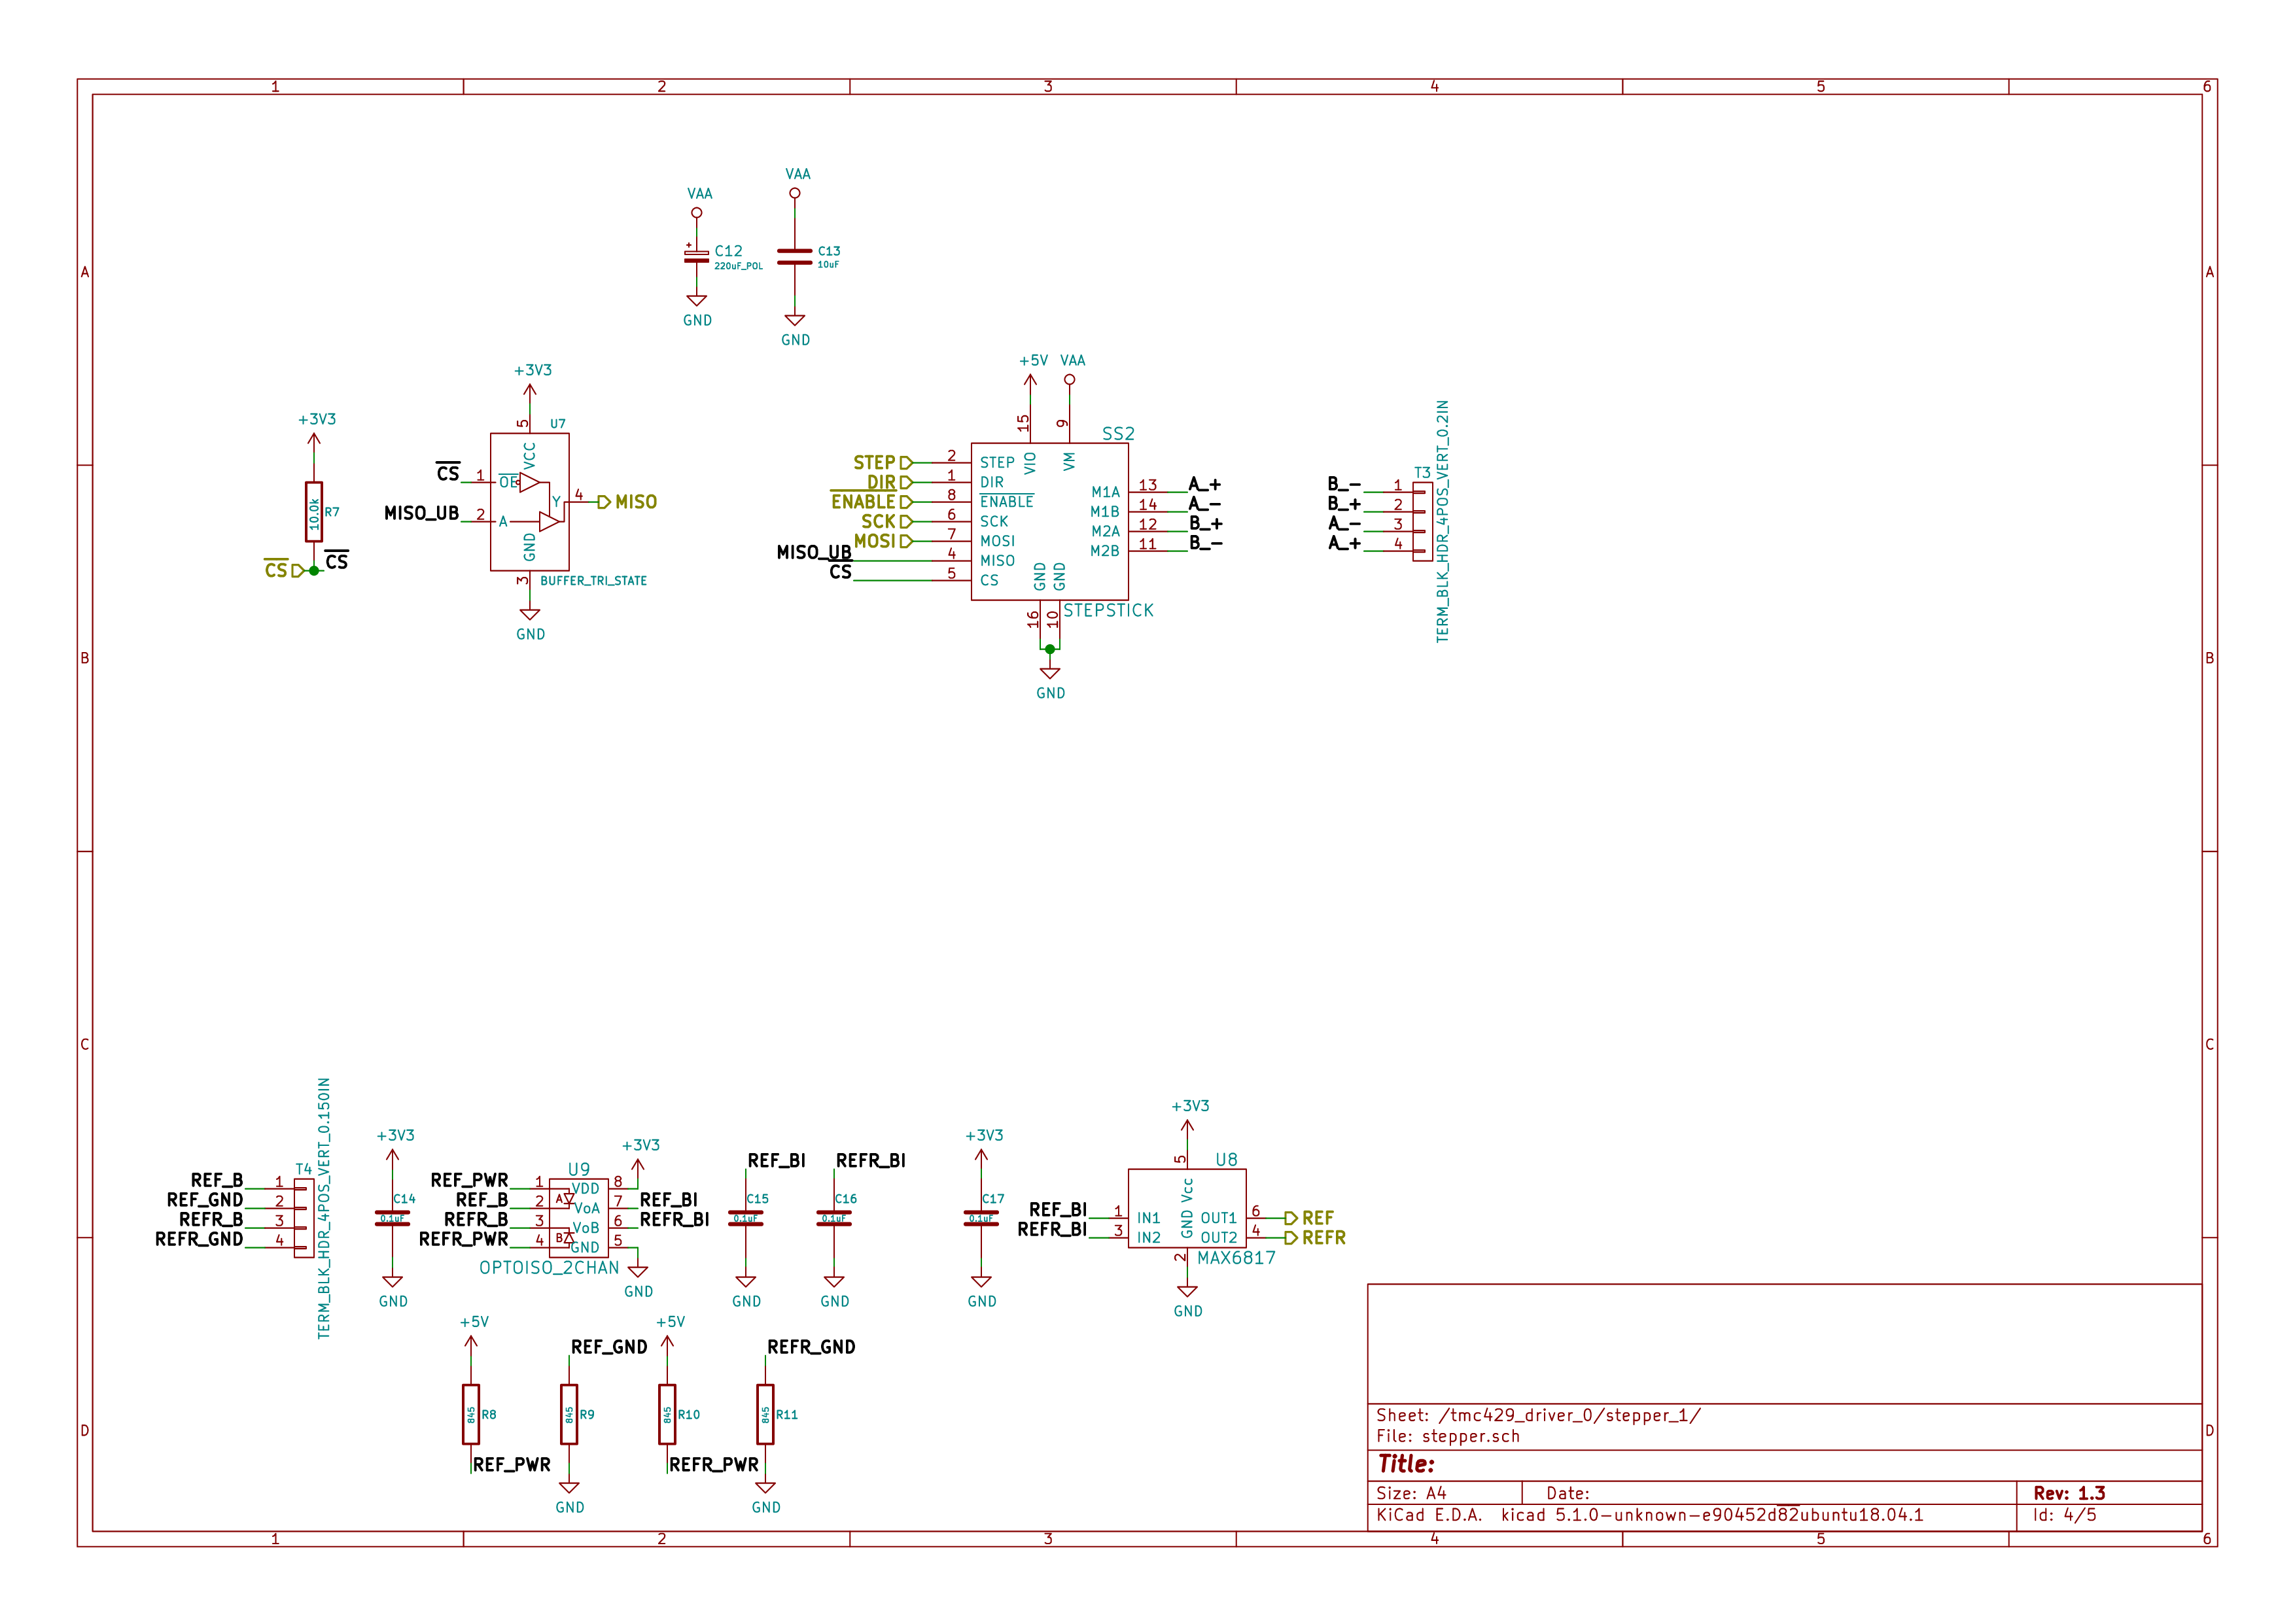 1 2 3 4 5 6
A A
B B
C C
D D
1 2 3 4 5 6
VAA
C12
220uF_POL
GND
VAA
C13
10uF
GND
+3V3
10.0k
R7
CS
CS
+3V3
U7
CS
MISO_UB
1
2
5
4
3
OE
A
VCC
GND
Y
MISO
BUFFER_TRI_STATE
GND
+5V VAA
15
9
SS2
STEP 2 STEP
DIR 1 DIR
ENABLE 8 ENABLE
SCK 6 SCK
MOSI 7 MOSI
MISO_UB 4 MISO
CS 5 CS
VIO
VM
M1A 13 A_+
M1B 14 A_-
M2A 12 B_+
M2B 11 B_-
GND
GND
16
10
STEPSTICK
GND
T3
B_- 1
B_+ 2
A_- 3
A_+ 4
TERM_BLK_HDR_4POS_VERT_0.2IN
T4
REF_B 1
REF_GND 2
REFR_B 3
REFR_GND 4
TERM_BLK_HDR_4POS_VERT_0.150IN
+3V3
C14
0.1uF
GND
+3V3
U9
REF_PWR 1
REF_B 2
REFR_B 3
REFR_PWR 4
A
B
VDD 8
VoA 7 REF_BI
VoB 6 REFR_BI
GND 5
OPTOISO_2CHAN
GND
REF_BI
C15
0.1uF
GND
REFR_BI
C16
0.1uF
GND
+3V3
C17
0.1uF
GND
+3V3
5
U8
REF_BI 1 IN1
REFR_BI 3 IN2
Vcc
GND
OUT1 6 REF
OUT2 4 REFR
2
MAX6817
GND
+5V
845
R8
REF_PWR
REF_GND
845
R9
GND
+5V
845
R10
REFR_PWR
REFR_GND
845
R11
GND
Sheet: /tmc429_driver_0/stepper_1/
File: stepper.sch
Title:
Size: A4 Date: Rev: 1.3
KiCad E.D.A. kicad 5.1.0-unknown-e90452d82ubuntu18.04.1 Id: 4/5